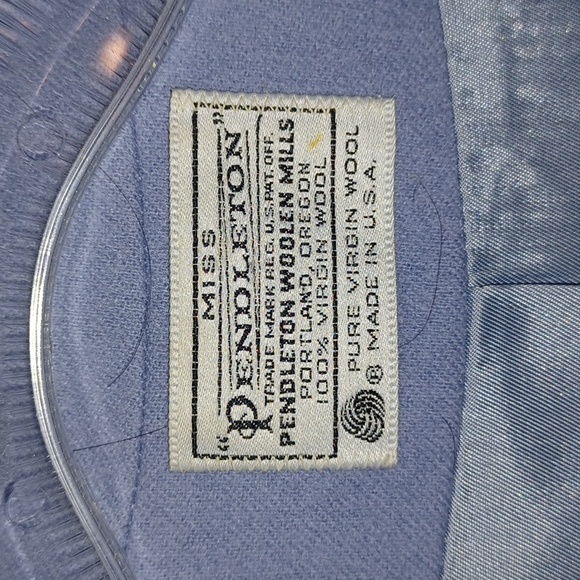 MISS
"PENDLETON"
TRADE MARK REG. U.S. PAT. OFF.
PENDLETON WOOLEN MILLS
PORTLAND, OREGON
100% VIRGIN WOOL
PURE VIRGIN WOOL
® MADE IN U.S.A.